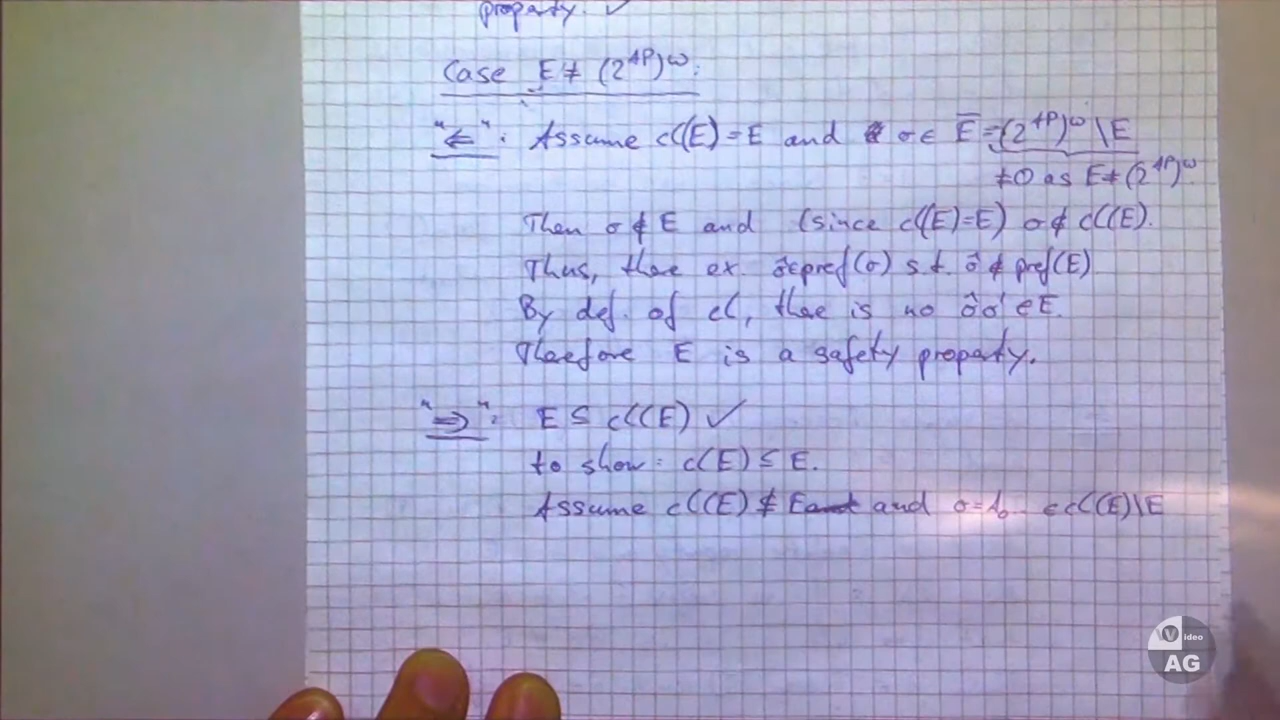 property. ✓
Case E ≠ (2^AP)^ω:
"⇐": Assume cl(E)=E and σ∈ E̅=(2^AP)^ω\E
≠∅ as E≠(2^AP)^ω.
Then σ∉E and (since cl(E)=E) σ∉cl(E).
Thus, there ex. σ̂∈pref(σ) s.t. σ̂∉pref(E)
By def. of cl, there is no σ̂σ'∈E.
Therefore E is a safety property.
"⇒": E⊆cl(E) ✓
to show: cl(E)⊆E.
Assume cl(E)⊈E and σ=A₀… ∈cl(E)\E
Video
AG